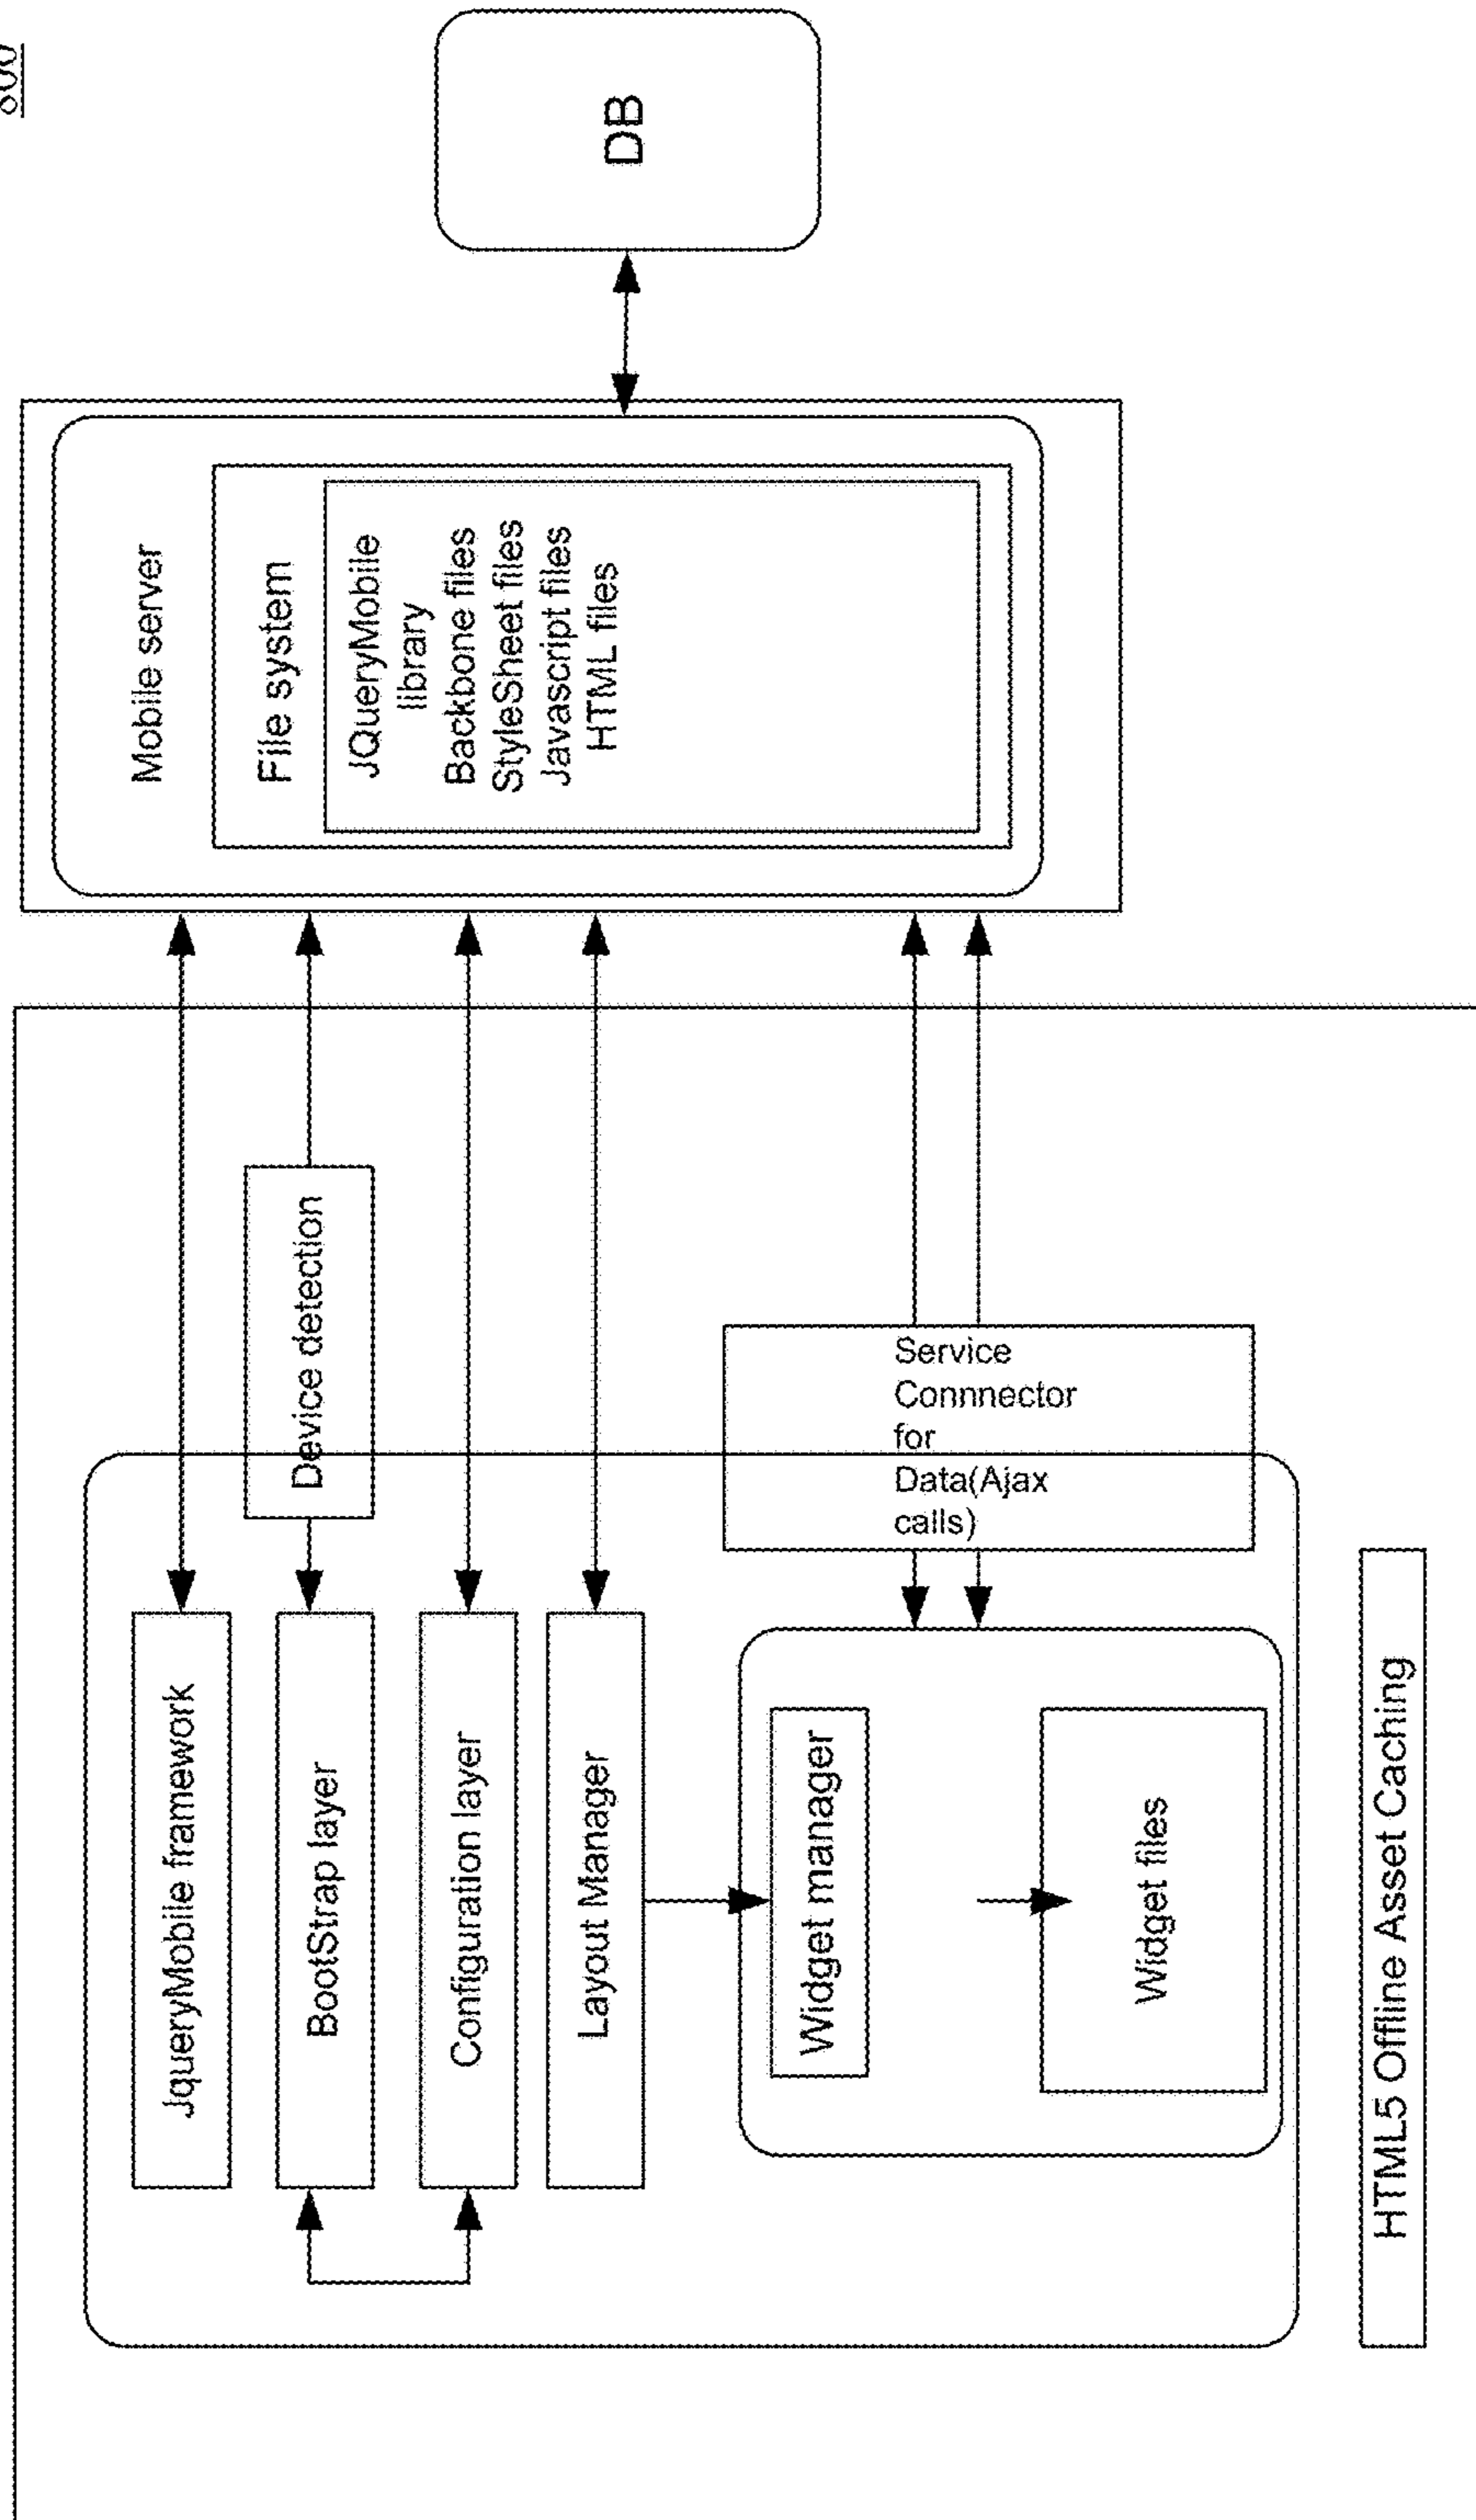 800
JqueryMobile framework
BootStrap layer
Configuration layer
Layout Manager
Widget manager
Widget files
Device detection
Service
Connnector
for
Data(Ajax
calls)
HTML5 Offline Asset Caching
Mobile server
File system
JQueryMobile
library
Backbone files
StyleSheet files
Javascript files
HTML files
DB